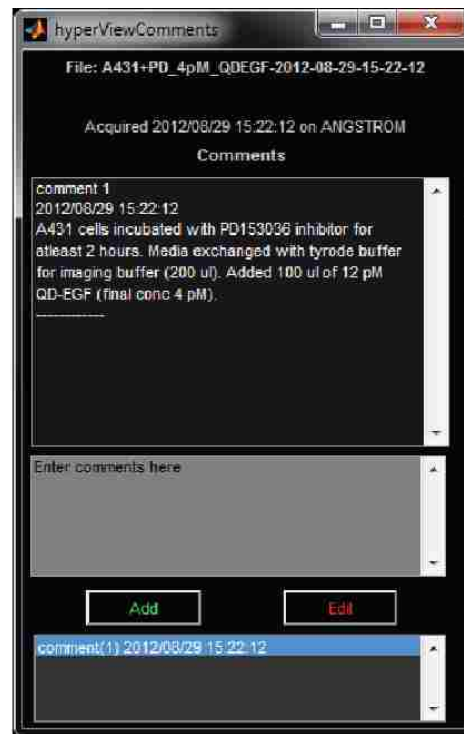 hyperViewComments
File: A431+PD_4pM_QDEGF-2012-08-29-15-22-12
Acquired 2012/08/29 15:22:12 on ANGSTROM
Comments
comment 1
2012/08/29 15:22:12
A431 cells incubated with PD153036 inhibitor for
atleast 2 hours. Media exchanged with tyrode buffer
for imaging buffer (200 ul). Added 100 ul of 12 pM
QD-EGF (final conc 4 pM).
------------
Enter comments here
Add Edit
comment(1) 2012/08/29 15:22:12